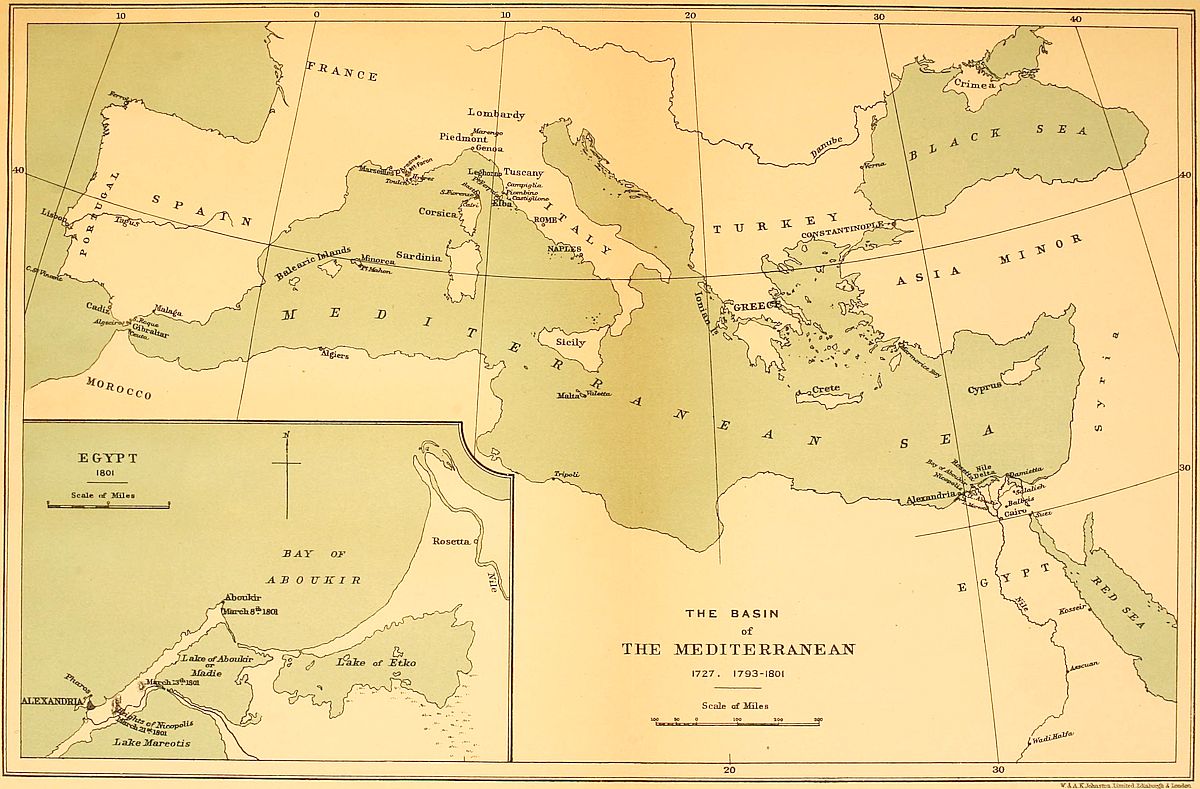 10
0
10
20
30
40
FRANCE
Crimea
Ferrol
Lombardy
Marengo
Piedmont
Genoa
BLACK SEA
Danube
Varna
40
40
Marseilles
Toulon
Hyères
Leghorn
Tuscany
Campiglia
Piombino
Castiglione
S. Fiorenzo
Calvi
Elba
PORTUGAL
SPAIN
Lisbon
Tagus
Corsica
ROME
ITALY
TURKEY
CONSTANTINOPLE
NAPLES
Balearic Islands
Minorca
Pt Mahon
Sardinia
ASIA MINOR
C. St Vincent
Cadiz
Malaga
Algeciras
S. Roque
Gibraltar
Ceuta
Ionian Is
GREECE
MEDITERRANEAN SEA
Sicily
Algiers
Marmorice Bay
Syria
MOROCCO
Malta
Valetta
Crete
Cyprus
Tripoli
30
Bay of Aboukir
Rosetta
Nile Delta
Damietta
Nicopolis
Alexandria
Salalieh
Balbeis
Cairo
Suez
EGYPT
Nile
Kosseir
RED SEA
Assouan
Wadi Halfa
EGYPT
1801
Scale of Miles
N
BAY OF
ABOUKIR
Rosetta
Nile
Aboukir
March 8th 1801
Lake of Aboukir
or
Madie
Lake of Etko
March 13th 1801
Pharos
ALEXANDRIA
Heights of Nicopolis
March 21st 1801
Lake Mareotis
THE BASIN
of
THE MEDITERRANEAN
1727. 1793-1801
Scale of Miles
100 50 0 100 200 300
20
30
W. & A.K. Johnston, Limited, Edinburgh & London